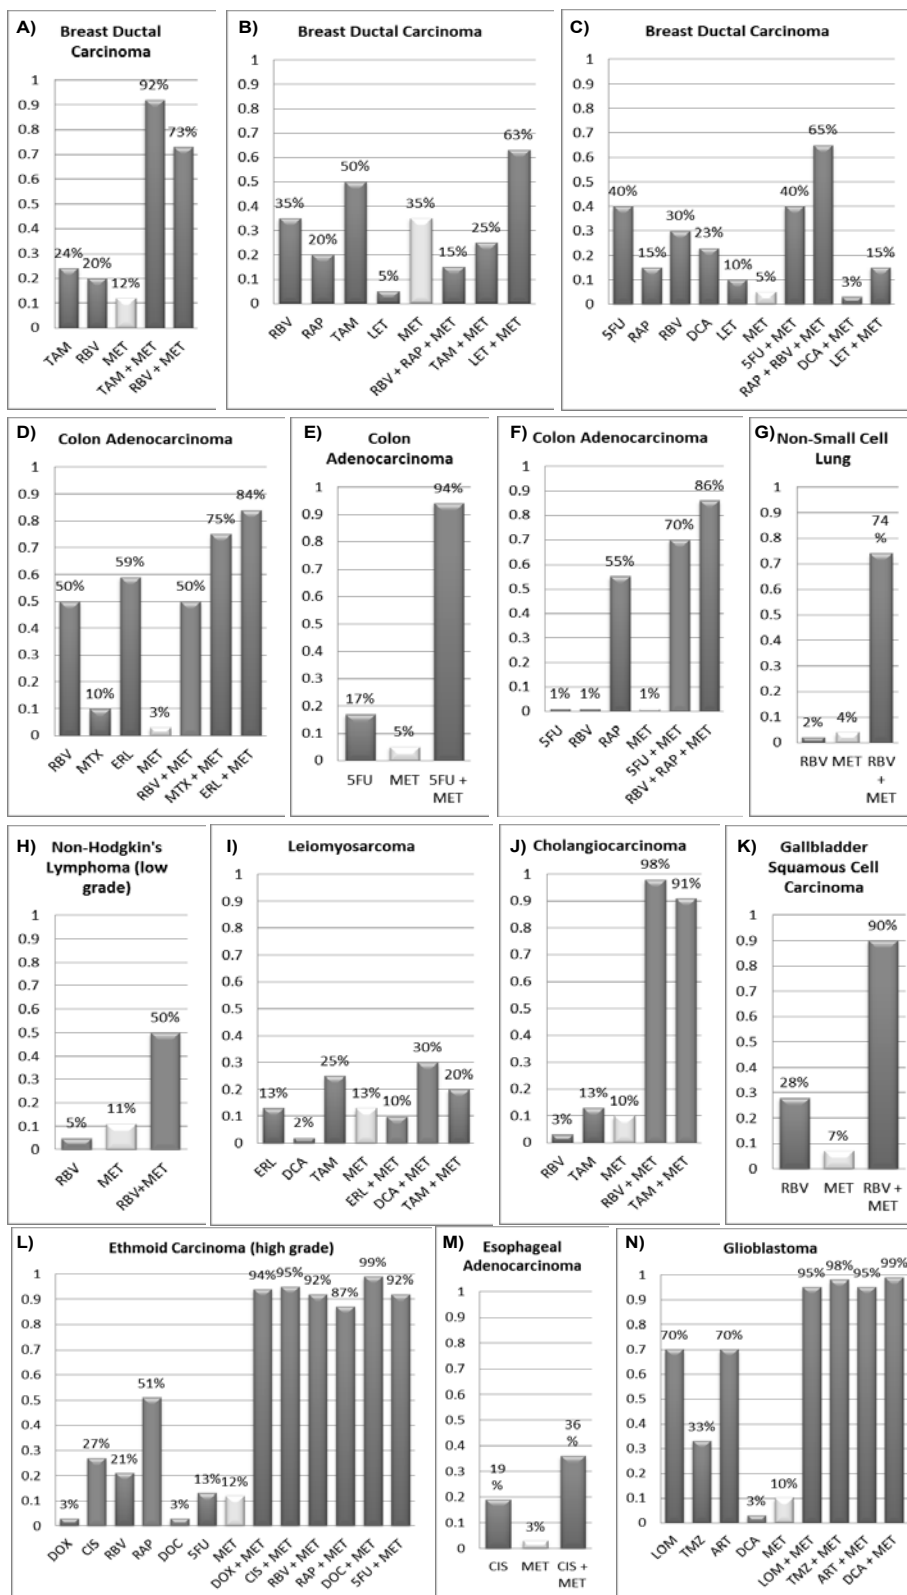 A)
Breast Ductal
Carcinoma
1
0.9
0.8
0.7
0.6
0.5
0.4
0.3
0.2
0.1
0
24%
20%
12%
92%
73%
TAM
RBV
MET
TAM + MET
RBV + MET
B)
Breast Ductal Carcinoma
1
0.9
0.8
0.7
0.6
0.5
0.4
0.3
0.2
0.1
0
35%
20%
50%
5%
35%
15%
25%
63%
RBV
RAP
TAM
LET
MET
RBV + RAP + MET
TAM + MET
LET + MET
C)
Breast Ductal Carcinoma
1
0.9
0.8
0.7
0.6
0.5
0.4
0.3
0.2
0.1
0
40%
15%
30%
23%
10%
5%
40%
65%
3%
15%
5FU
RAP
RBV
DCA
LET
MET
5FU + MET
RAP + RBV + MET
DCA + MET
LET + MET
D)
Colon Adenocarcinoma
1
0.9
0.8
0.7
0.6
0.5
0.4
0.3
0.2
0.1
0
50%
10%
59%
3%
50%
75%
84%
RBV
MTX
ERL
MET
RBV + MET
MTX + MET
ERL + MET
E)
Colon
Adenocarcinoma
1
0.9
0.8
0.7
0.6
0.5
0.4
0.3
0.2
0.1
0
17%
5%
94%
5FU
MET
5FU +
MET
F)
Colon Adenocarcinoma
1
0.9
0.8
0.7
0.6
0.5
0.4
0.3
0.2
0.1
0
1%
1%
55%
1%
70%
86%
5FU
RBV
RAP
MET
5FU + MET
RBV + RAP + MET
G)
Non-Small Cell
Lung
1
0.9
0.8
0.7
0.6
0.5
0.4
0.3
0.2
0.1
0
2%
4%
74
%
RBV
MET
RBV
+
MET
H)
Non-Hodgkin's
Lymphoma (low
grade)
1
0.9
0.8
0.7
0.6
0.5
0.4
0.3
0.2
0.1
0
5%
11%
50%
RBV
MET
RBV+MET
I)
Leiomyosarcoma
1
0.9
0.8
0.7
0.6
0.5
0.4
0.3
0.2
0.1
0
13%
2%
25%
13%
10%
30%
20%
ERL
DCA
TAM
MET
ERL + MET
DCA + MET
TAM + MET
J)
Cholangiocarcinoma
1
0.9
0.8
0.7
0.6
0.5
0.4
0.3
0.2
0.1
0
3%
13%
10%
98%
91%
RBV
TAM
MET
RBV + MET
TAM + MET
K)
Gallbladder
Squamous Cell
Carcinoma
1
0.9
0.8
0.7
0.6
0.5
0.4
0.3
0.2
0.1
0
28%
7%
90%
RBV
MET
RBV +
MET
L)
Ethmoid Carcinoma (high grade)
1
0.9
0.8
0.7
0.6
0.5
0.4
0.3
0.2
0.1
0
3%
27%
21%
51%
3%
13%
12%
94%
95%
92%
87%
99%
92%
DOX
CIS
RBV
RAP
DOC
5FU
MET
DOX + MET
CIS + MET
RBV + MET
RAP + MET
DOC + MET
5FU + MET
M)
Esophageal
Adenocarcinoma
1
0.9
0.8
0.7
0.6
0.5
0.4
0.3
0.2
0.1
0
19
%
3%
36
%
CIS
MET
CIS +
MET
N)
Glioblastoma
1
0.9
0.8
0.7
0.6
0.5
0.4
0.3
0.2
0.1
0
70%
33%
70%
3%
10%
95%
98%
95%
99%
LOM
TMZ
ART
DCA
MET
LOM + MET
TMZ + MET
ART + MET
DCA + MET